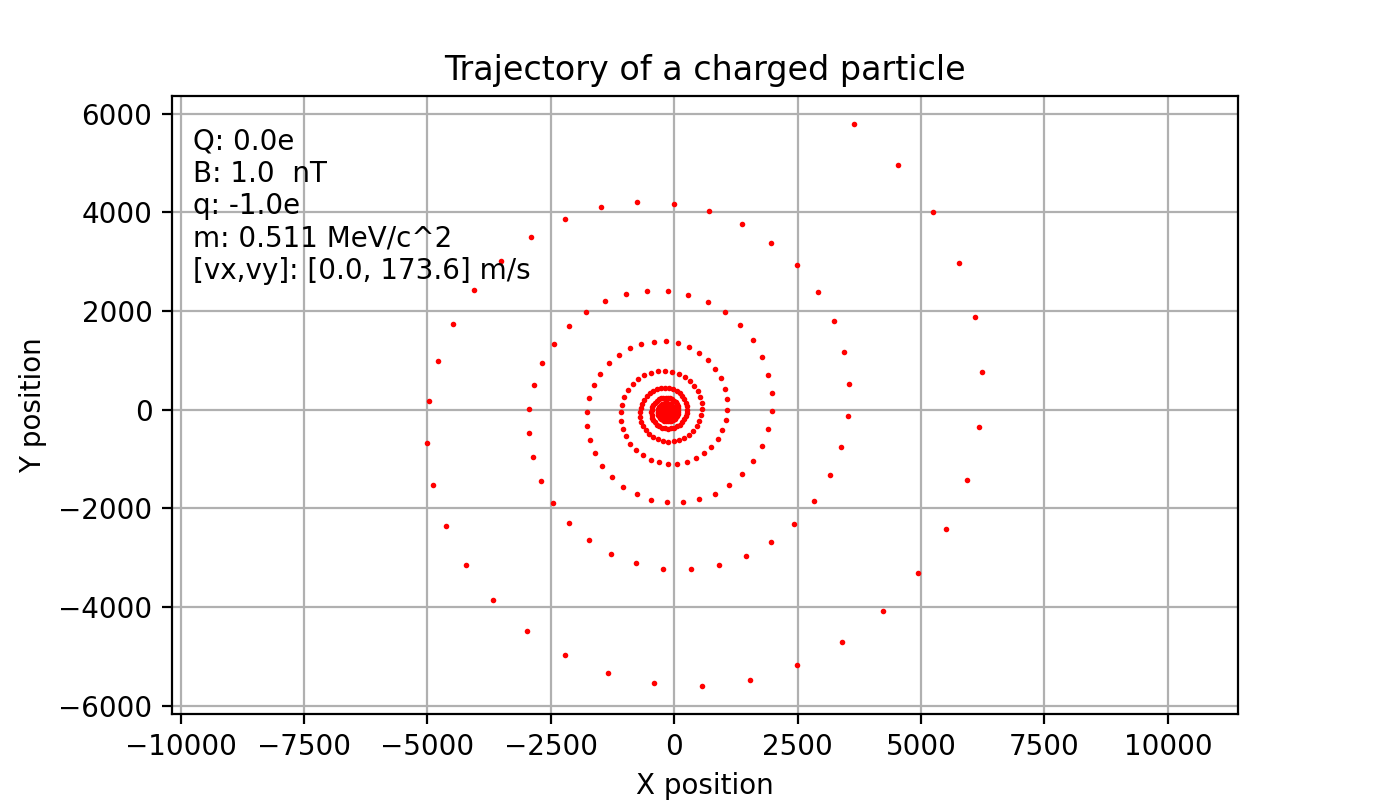 Trajectory of a charged particle
6000
4000
2000
0
−2000
−4000
−6000
Y position
Q: 0.0e
B: 1.0  nT
q: -1.0e
m: 0.511 MeV/c^2
[vx,vy]: [0.0, 173.6] m/s
−10000 −7500 −5000 −2500 0 2500 5000 7500 10000
X position